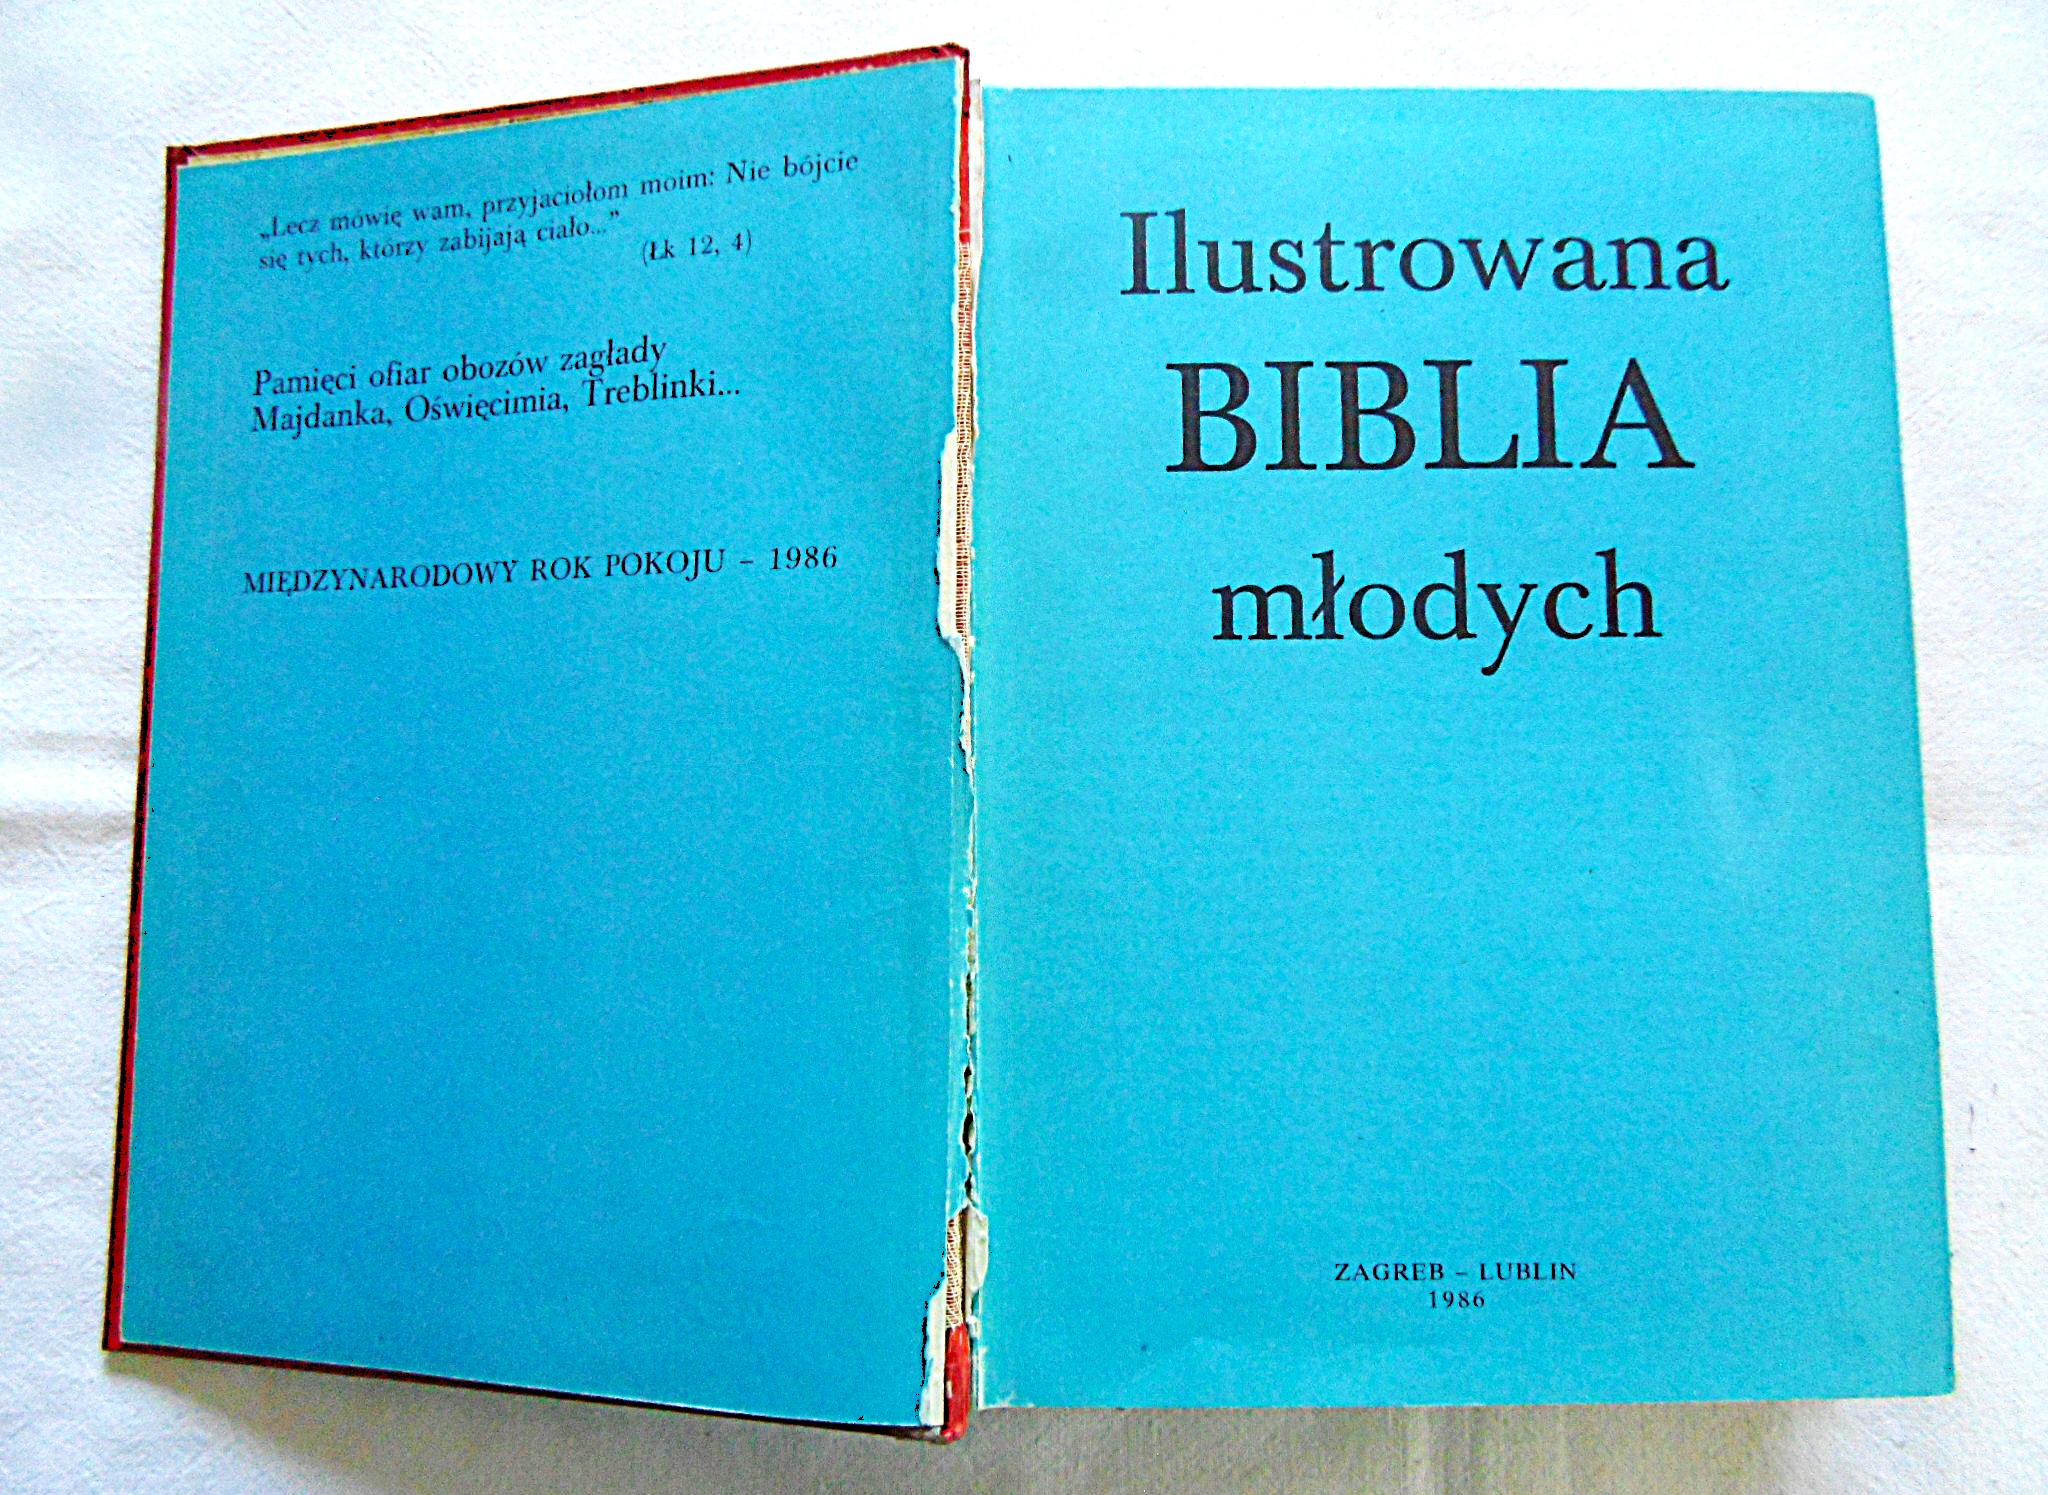 „Lecz mówię wam, przyjaciołom moim: Nie bójcie
się tych, którzy zabijają ciało...”
(Łk 12, 4)
Pamięci ofiar obozów zagłady
Majdanka, Oświęcimia, Treblinki...
MIĘDZYNARODOWY ROK POKOJU – 1986
Ilustrowana
BIBLIA
młodych
ZAGREB – LUBLIN
1986